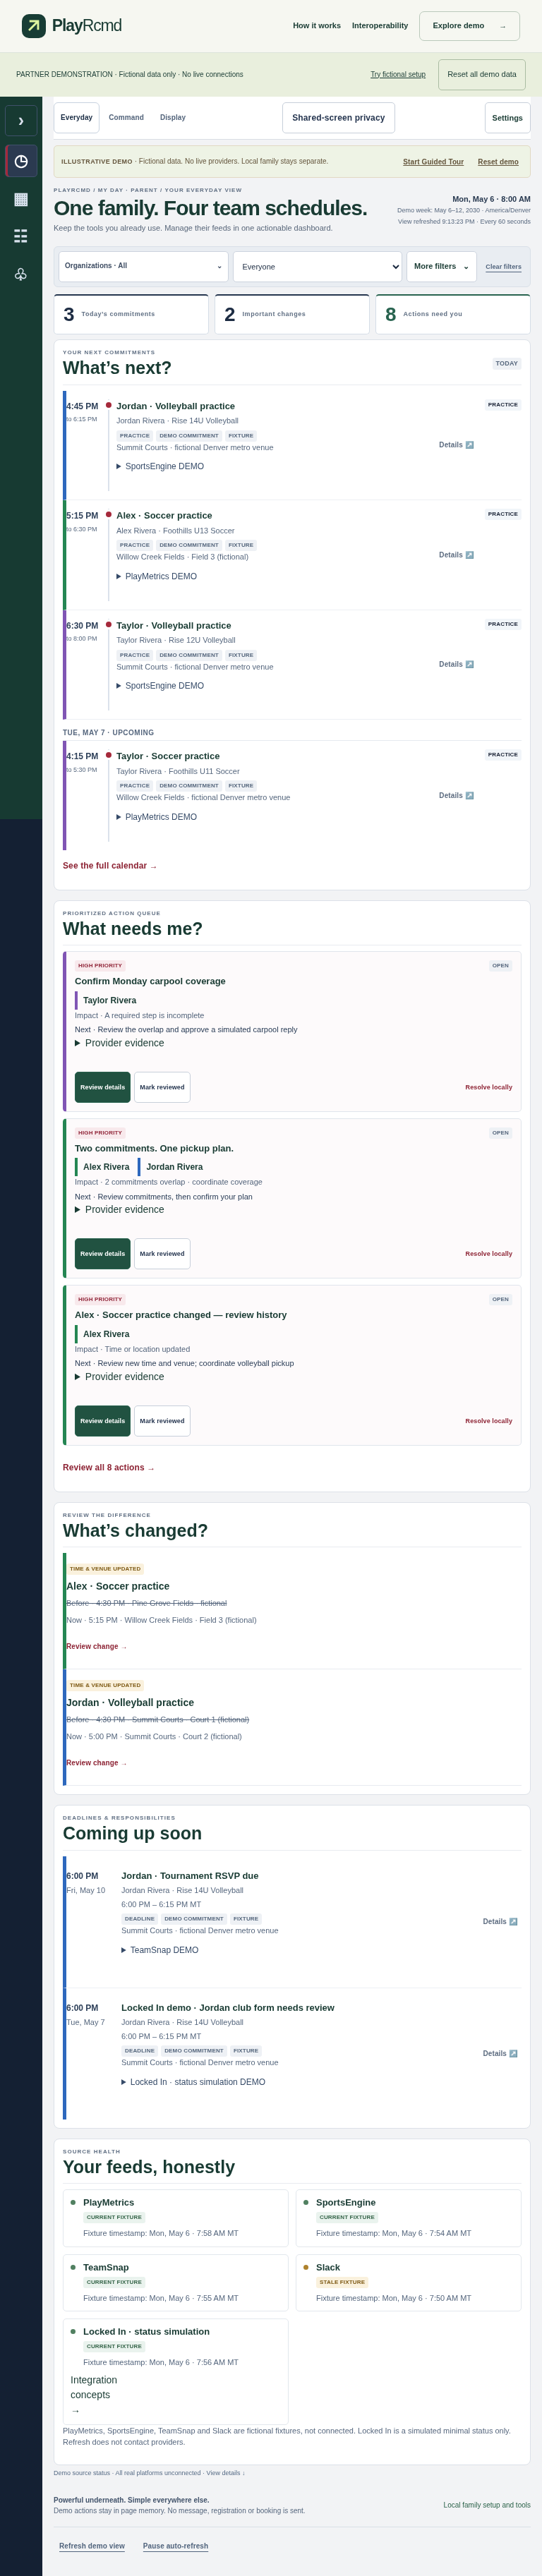 PlayRcmd
How it works Interoperability Explore demo →
PARTNER DEMONSTRATION · Fictional data only · No live connections
Try fictional setup Reset all demo data
Everyday Command Display Shared-screen privacy Settings
ILLUSTRATIVE DEMO · Fictional data. No live providers. Local family stays separate.
Start Guided Tour Reset demo
PLAYRCMD / MY DAY · PARENT / YOUR EVERYDAY VIEW
One family. Four team schedules.
Keep the tools you already use. Manage their feeds in one actionable dashboard.
Mon, May 6 · 8:00 AM
Demo week: May 6–12, 2030 · America/Denver
View refreshed 9:13:23 PM · Every 60 seconds
Organizations · All Everyone More filters Clear filters
3 Today's commitments
2 Important changes
8 Actions need you
YOUR NEXT COMMITMENTS
What’s next?
TODAY
4:45 PM
to 6:15 PM
Jordan · Volleyball practice
PRACTICE
Jordan Rivera · Rise 14U Volleyball
PRACTICE DEMO COMMITMENT FIXTURE
Summit Courts · fictional Denver metro venue
Details ↗
▶ SportsEngine DEMO
5:15 PM
to 6:30 PM
Alex · Soccer practice
PRACTICE
Alex Rivera · Foothills U13 Soccer
PRACTICE DEMO COMMITMENT FIXTURE
Willow Creek Fields · Field 3 (fictional)
Details ↗
▶ PlayMetrics DEMO
6:30 PM
to 8:00 PM
Taylor · Volleyball practice
PRACTICE
Taylor Rivera · Rise 12U Volleyball
PRACTICE DEMO COMMITMENT FIXTURE
Summit Courts · fictional Denver metro venue
Details ↗
▶ SportsEngine DEMO
TUE, MAY 7 · UPCOMING
4:15 PM
to 5:30 PM
Taylor · Soccer practice
PRACTICE
Taylor Rivera · Foothills U11 Soccer
PRACTICE DEMO COMMITMENT FIXTURE
Willow Creek Fields · fictional Denver metro venue
Details ↗
▶ PlayMetrics DEMO
See the full calendar →
PRIORITIZED ACTION QUEUE
What needs me?
HIGH PRIORITY OPEN
Confirm Monday carpool coverage
Taylor Rivera
Impact · A required step is incomplete
Next · Review the overlap and approve a simulated carpool reply
▶ Provider evidence
Review details Mark reviewed Resolve locally
HIGH PRIORITY OPEN
Two commitments. One pickup plan.
Alex Rivera Jordan Rivera
Impact · 2 commitments overlap · coordinate coverage
Next · Review commitments, then confirm your plan
▶ Provider evidence
Review details Mark reviewed Resolve locally
HIGH PRIORITY OPEN
Alex · Soccer practice changed — review history
Alex Rivera
Impact · Time or location updated
Next · Review new time and venue; coordinate volleyball pickup
▶ Provider evidence
Review details Mark reviewed Resolve locally
Review all 8 actions →
REVIEW THE DIFFERENCE
What’s changed?
TIME & VENUE UPDATED
Alex · Soccer practice
Before · 4:30 PM · Pine Grove Fields · fictional
Now · 5:15 PM · Willow Creek Fields · Field 3 (fictional)
Review change →
TIME & VENUE UPDATED
Jordan · Volleyball practice
Before · 4:30 PM · Summit Courts · Court 1 (fictional)
Now · 5:00 PM · Summit Courts · Court 2 (fictional)
Review change →
DEADLINES & RESPONSIBILITIES
Coming up soon
6:00 PM
Fri, May 10
Jordan · Tournament RSVP due
Jordan Rivera · Rise 14U Volleyball
6:00 PM – 6:15 PM MT
DEADLINE DEMO COMMITMENT FIXTURE
Summit Courts · fictional Denver metro venue
Details ↗
▶ TeamSnap DEMO
6:00 PM
Tue, May 7
Locked In demo · Jordan club form needs review
Jordan Rivera · Rise 14U Volleyball
6:00 PM – 6:15 PM MT
DEADLINE DEMO COMMITMENT FIXTURE
Summit Courts · fictional Denver metro venue
Details ↗
▶ Locked In · status simulation DEMO
SOURCE HEALTH
Your feeds, honestly
PlayMetrics
CURRENT FIXTURE
Fixture timestamp: Mon, May 6 · 7:58 AM MT
SportsEngine
CURRENT FIXTURE
Fixture timestamp: Mon, May 6 · 7:54 AM MT
TeamSnap
CURRENT FIXTURE
Fixture timestamp: Mon, May 6 · 7:55 AM MT
Slack
STALE FIXTURE
Fixture timestamp: Mon, May 6 · 7:50 AM MT
Locked In · status simulation
CURRENT FIXTURE
Fixture timestamp: Mon, May 6 · 7:56 AM MT
Integration
concepts
→
PlayMetrics, SportsEngine, TeamSnap and Slack are fictional fixtures, not connected. Locked In is a simulated minimal status only.
Refresh does not contact providers.
Demo source status · All real platforms unconnected · View details ↓
Powerful underneath. Simple everywhere else.
Demo actions stay in page memory. No message, registration or booking is sent.
Local family setup and tools
Refresh demo view Pause auto-refresh